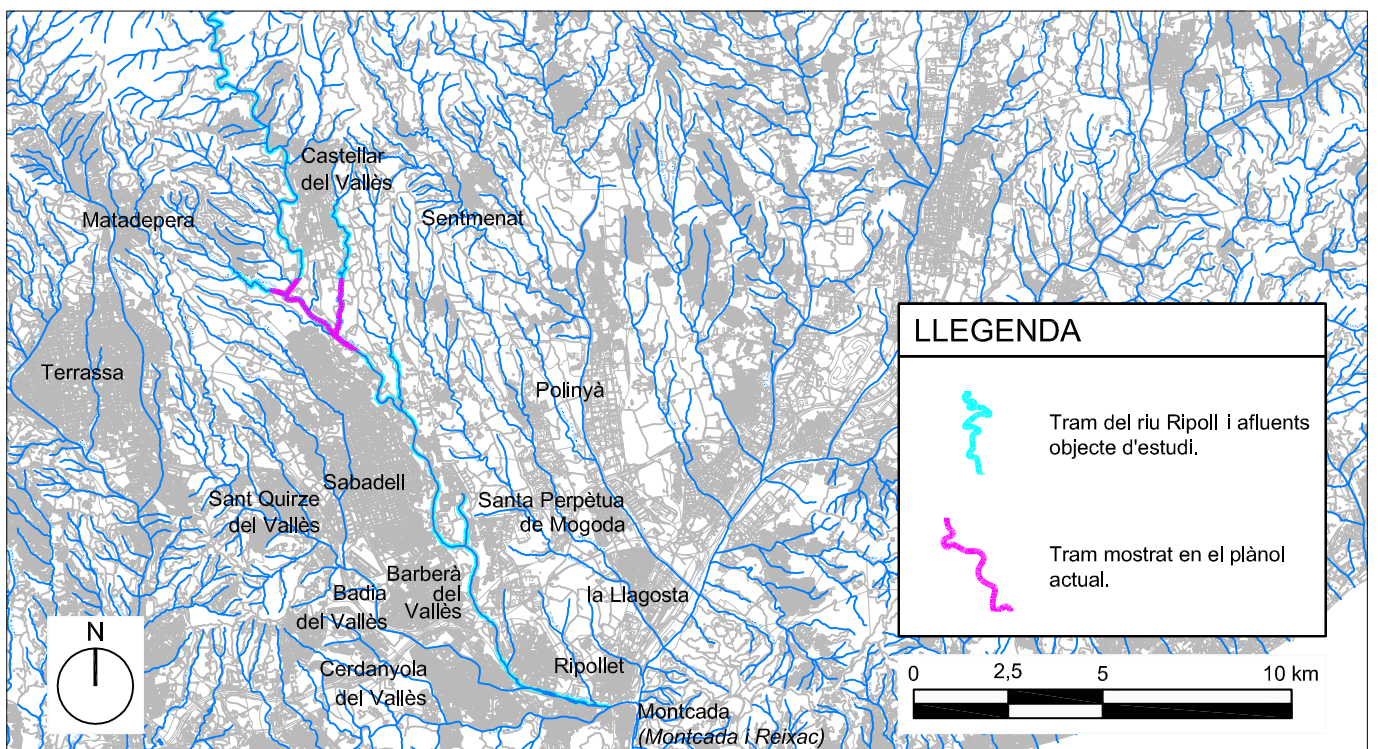 Castellar
del Vallès
Matadepera
Sentmenat
LLEGENDA
Terrassa
Polinyà
Tram del riu Ripoll i afluents
objecte d'estudi.
Sabadell
Sant Quirze
del Vallès
Santa Perpètua
de Mogoda
Tram mostrat en el plànol
actual.
Barberà
del
Vallès
Badia
del Vallès
la Llagosta
N
Cerdanyola
del Vallès
Ripollet
0 2,5 5 10 km
Montcada
(Montcada i Reixac)